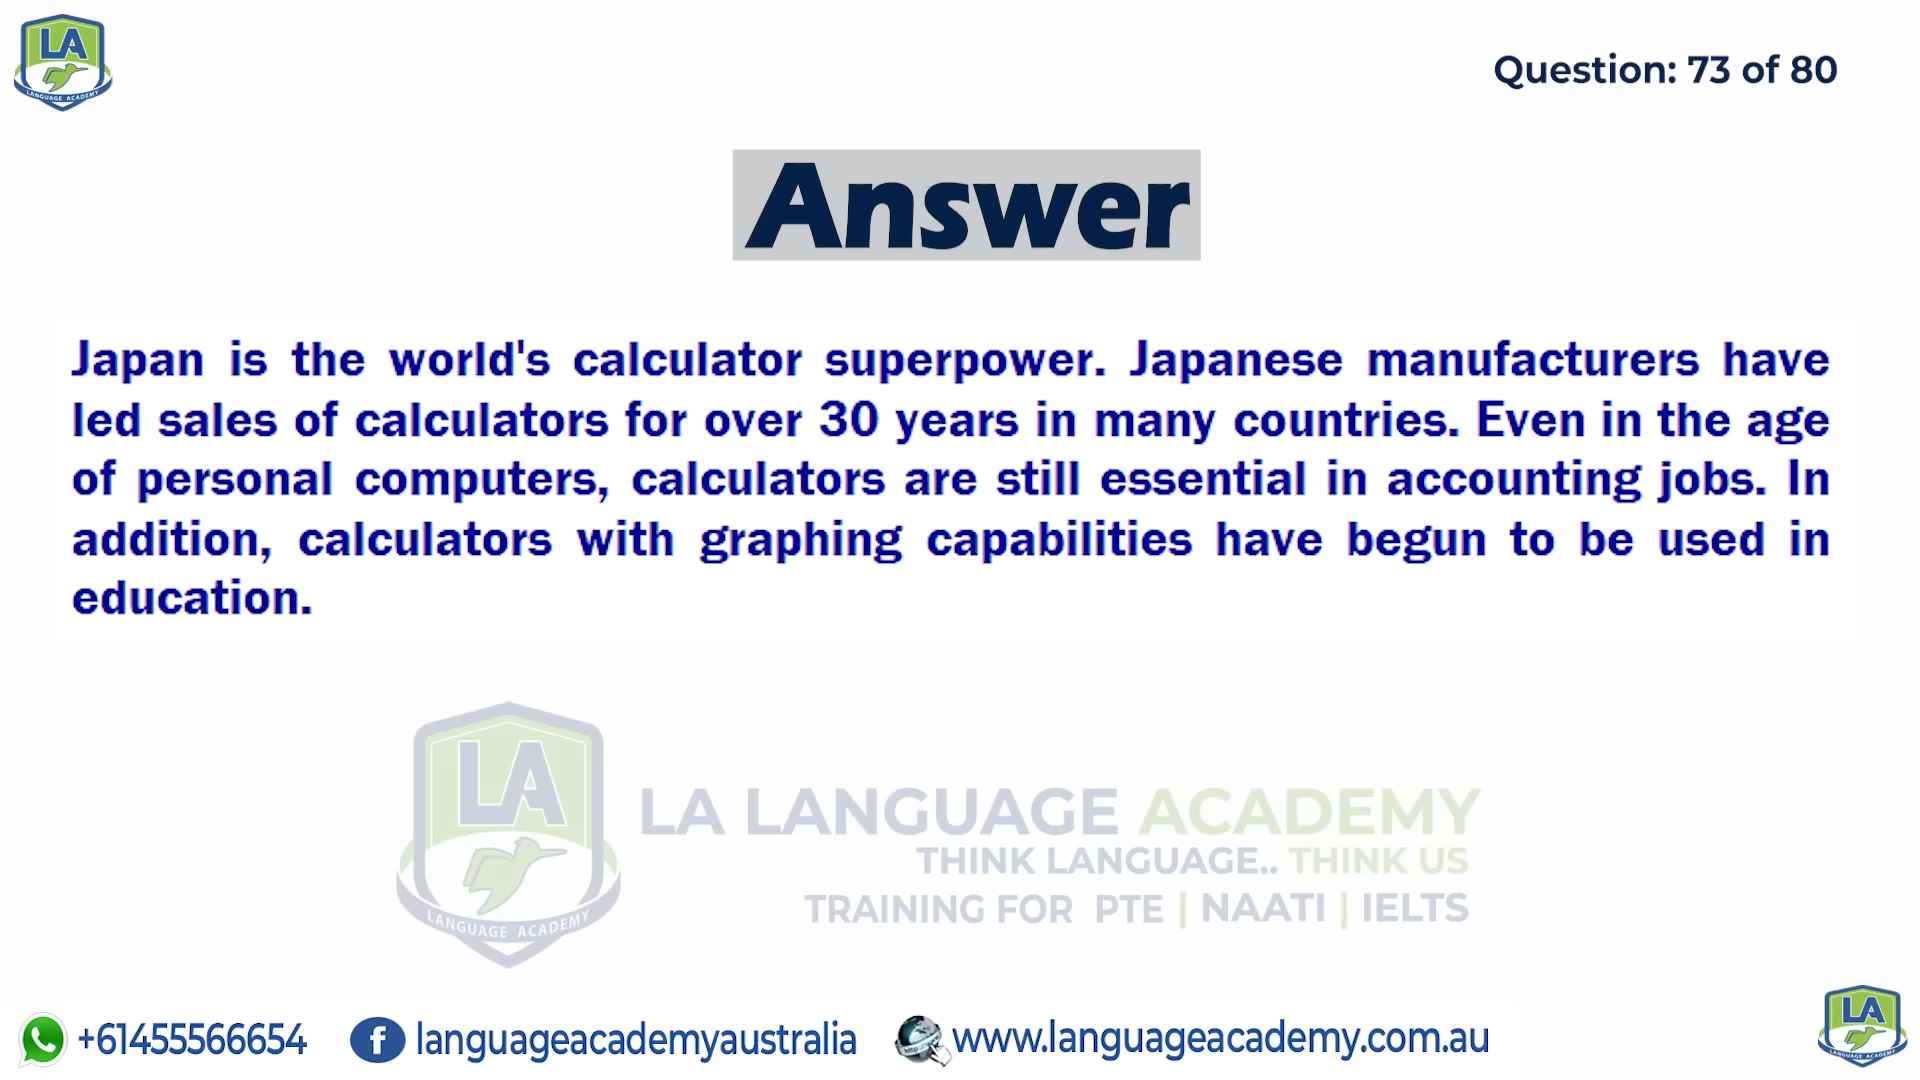 LA
LANGUAGE ACADEMY
Question: 73 of 80
Answer
Japan is the world's calculator superpower. Japanese manufacturers have
led sales of calculators for over 30 years in many countries. Even in the age
of personal computers, calculators are still essential in accounting jobs. In
addition, calculators with graphing capabilities have begun to be used in
education.
LA
LANGUAGE ACADEMY
LA LANGUAGE ACADEMY
THINK LANGUAGE.. THINK US
TRAINING FOR PTE | NAATI | IELTS
+61455566654
f languageacademyaustralia
www.languageacademy.com.au
LA
LANGUAGE ACADEMY